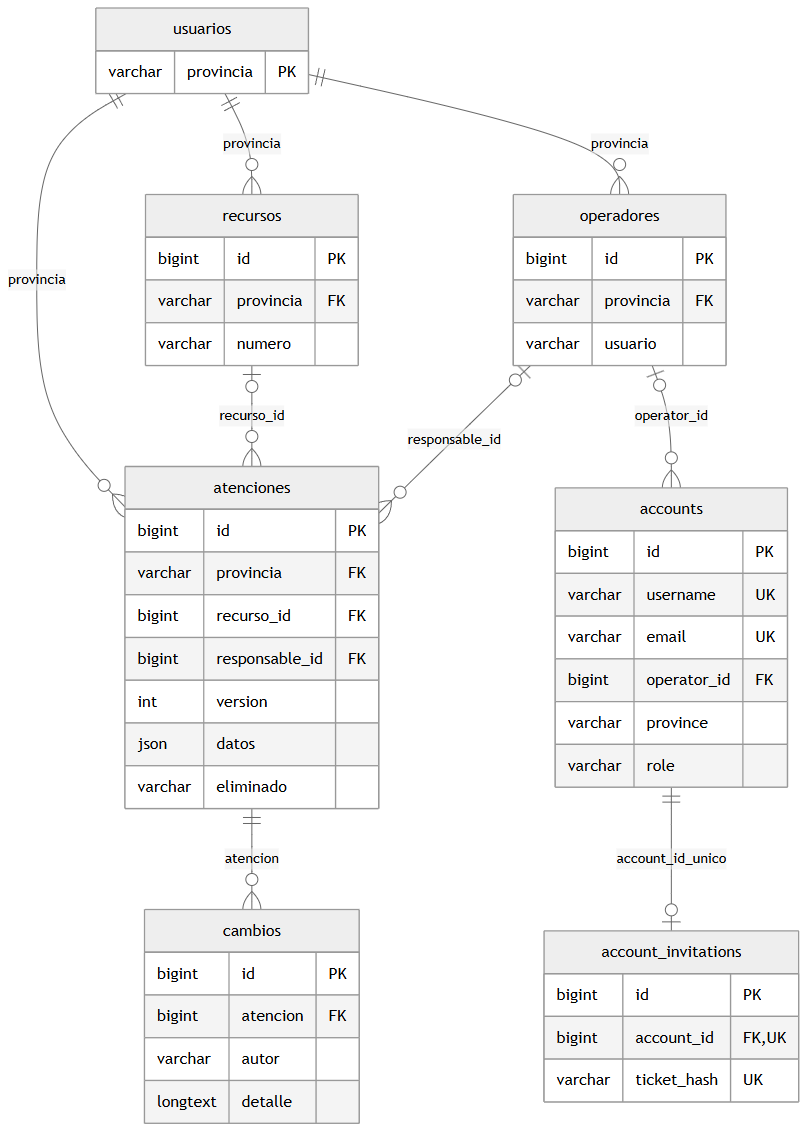 usuarios
varchar provincia PK
provincia
provincia
provincia
recursos
bigint id PK
varchar provincia FK
varchar numero
operadores
bigint id PK
varchar provincia FK
varchar usuario
recurso_id
responsable_id
operator_id
atenciones
bigint id PK
varchar provincia FK
bigint recurso_id FK
bigint responsable_id FK
int version
json datos
varchar eliminado
accounts
bigint id PK
varchar username UK
varchar email UK
bigint operator_id FK
varchar province
varchar role
atencion
account_id_unico
cambios
bigint id PK
bigint atencion FK
varchar autor
longtext detalle
account_invitations
bigint id PK
bigint account_id FK,UK
varchar ticket_hash UK